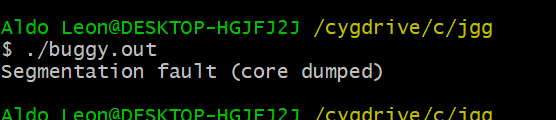 Aldo Leon@DESKTOP-HGJFJ2J /cygdrive/c/jgg
$ ./buggy.out
Segmentation fault (core dumped)
Aldo Leon@DESKTOP-HGJFJ2J /cygdrive/c/jgg